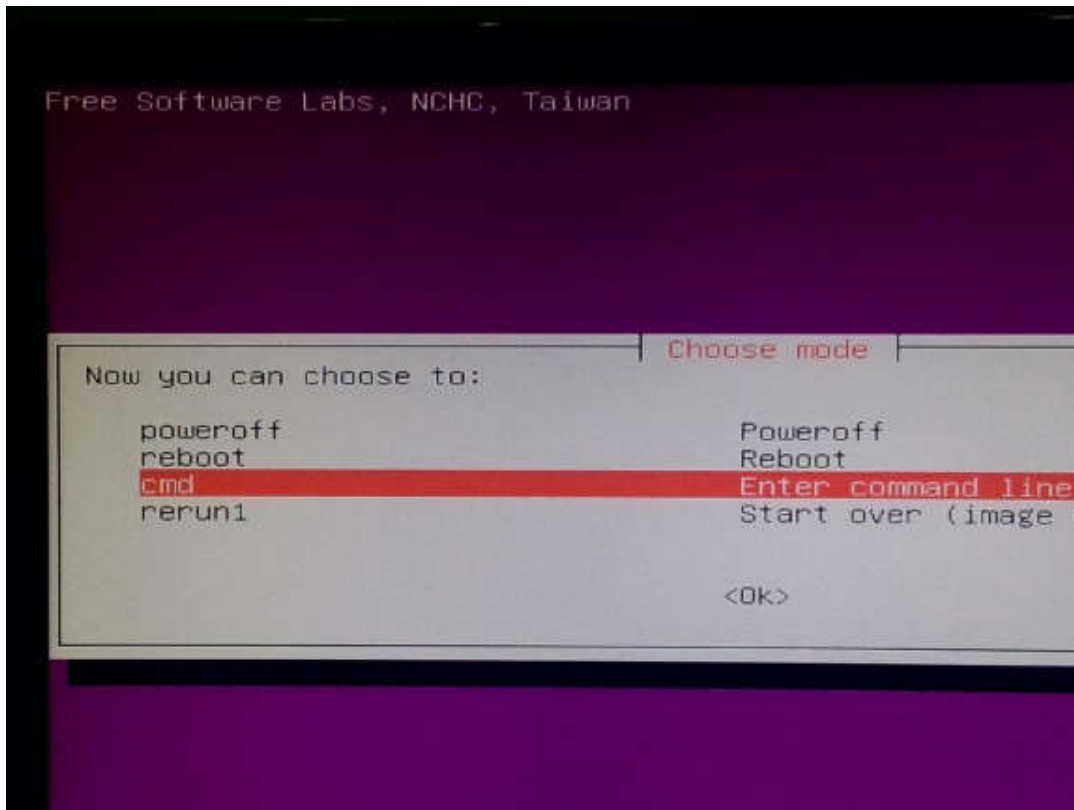 Free Software Labs, NCHC, Taiwan
Choose mode
Now you can choose to:
poweroff Poweroff
reboot Reboot
cmd Enter command line
rerun1 Start over (image
<Ok>